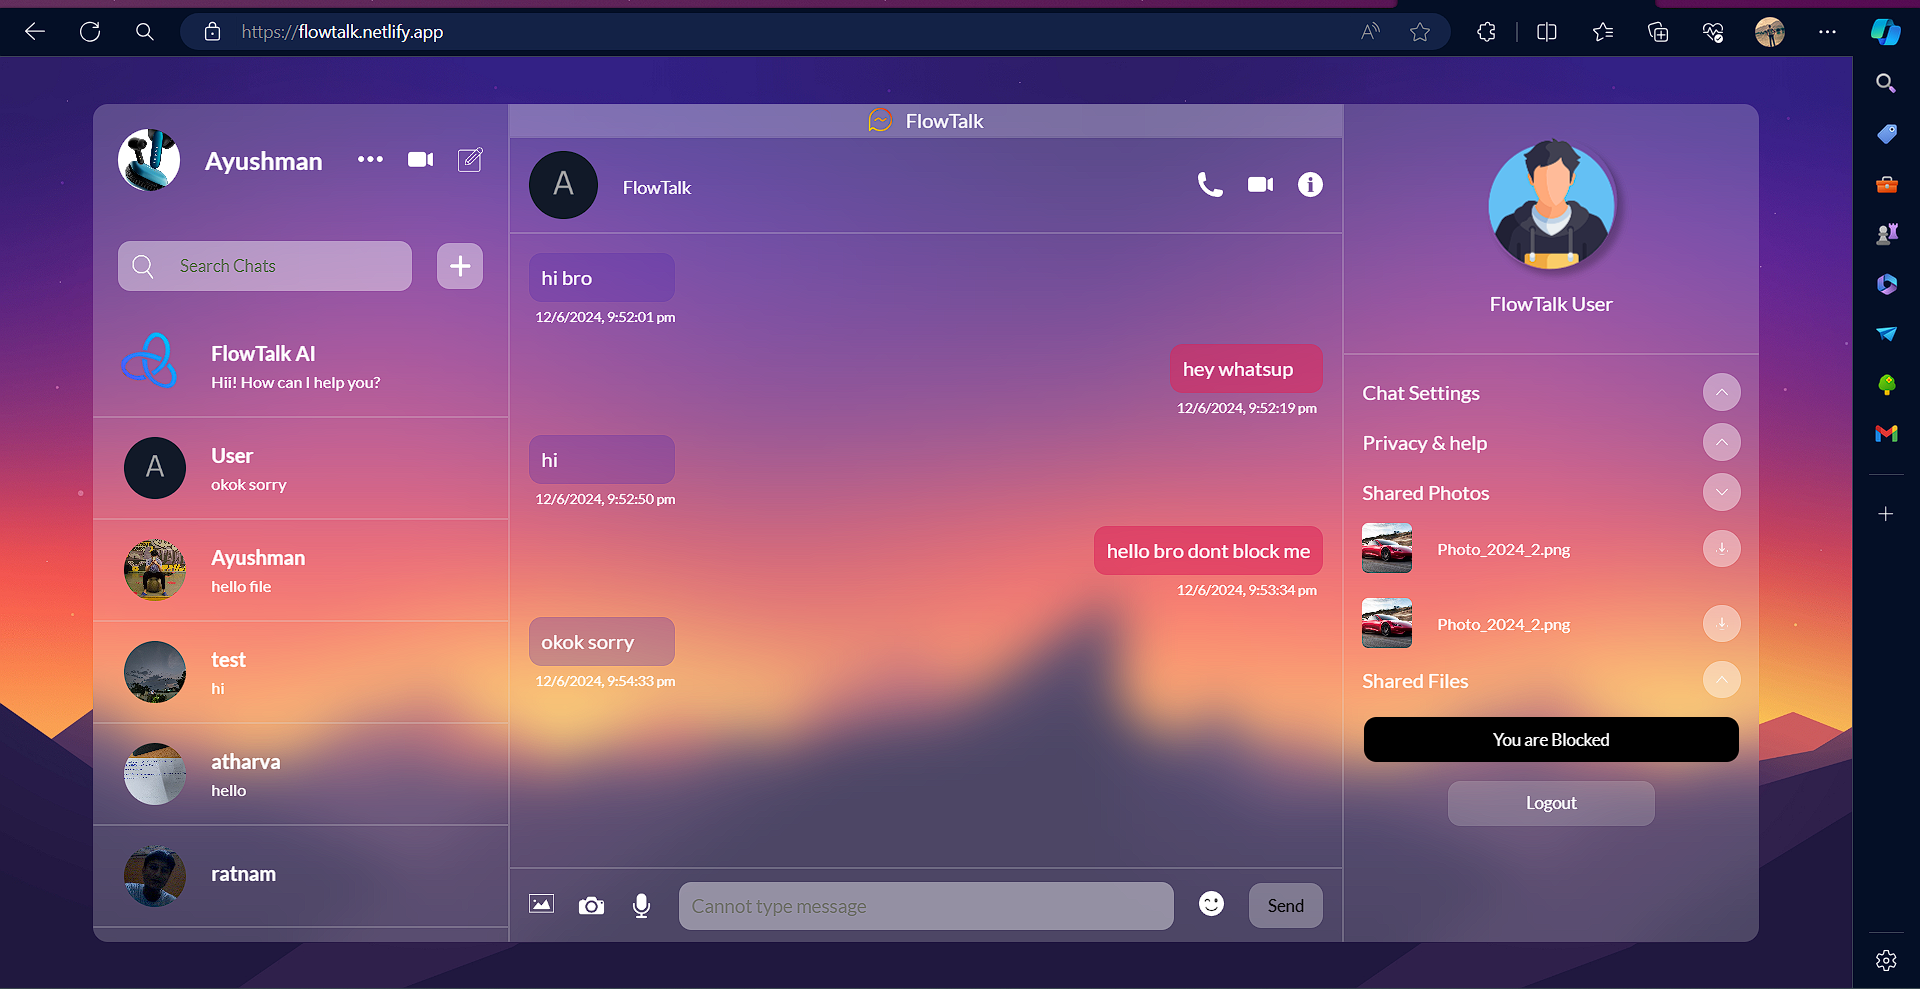 https://flowtalk.netlify.app
Ayushman
Search Chats
FlowTalk AI
Hii! How can I help you?
A
User
okok sorry
Ayushman
hello file
test
hi
atharva
hello
ratnam
FlowTalk
A
FlowTalk
hi bro
12/6/2024, 9:52:01 pm
hey whatsup
12/6/2024, 9:52:19 pm
hi
12/6/2024, 9:52:50 pm
hello bro dont block me
12/6/2024, 9:53:34 pm
okok sorry
12/6/2024, 9:54:33 pm
Cannot type message
Send
FlowTalk User
Chat Settings
Privacy & help
Shared Photos
Photo_2024_2.png
Photo_2024_2.png
Shared Files
You are Blocked
Logout